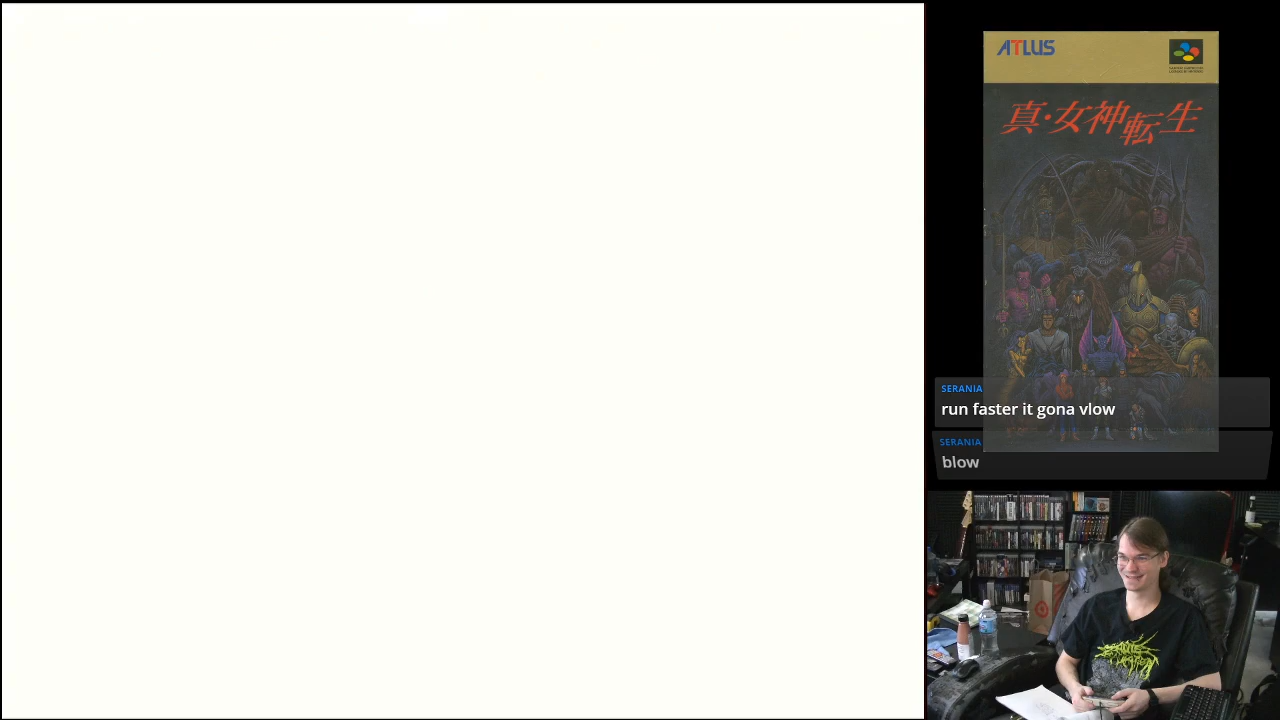 ATLUS
真・女神転生
SERANIA
run faster it gona vlow
SERANIA
blow